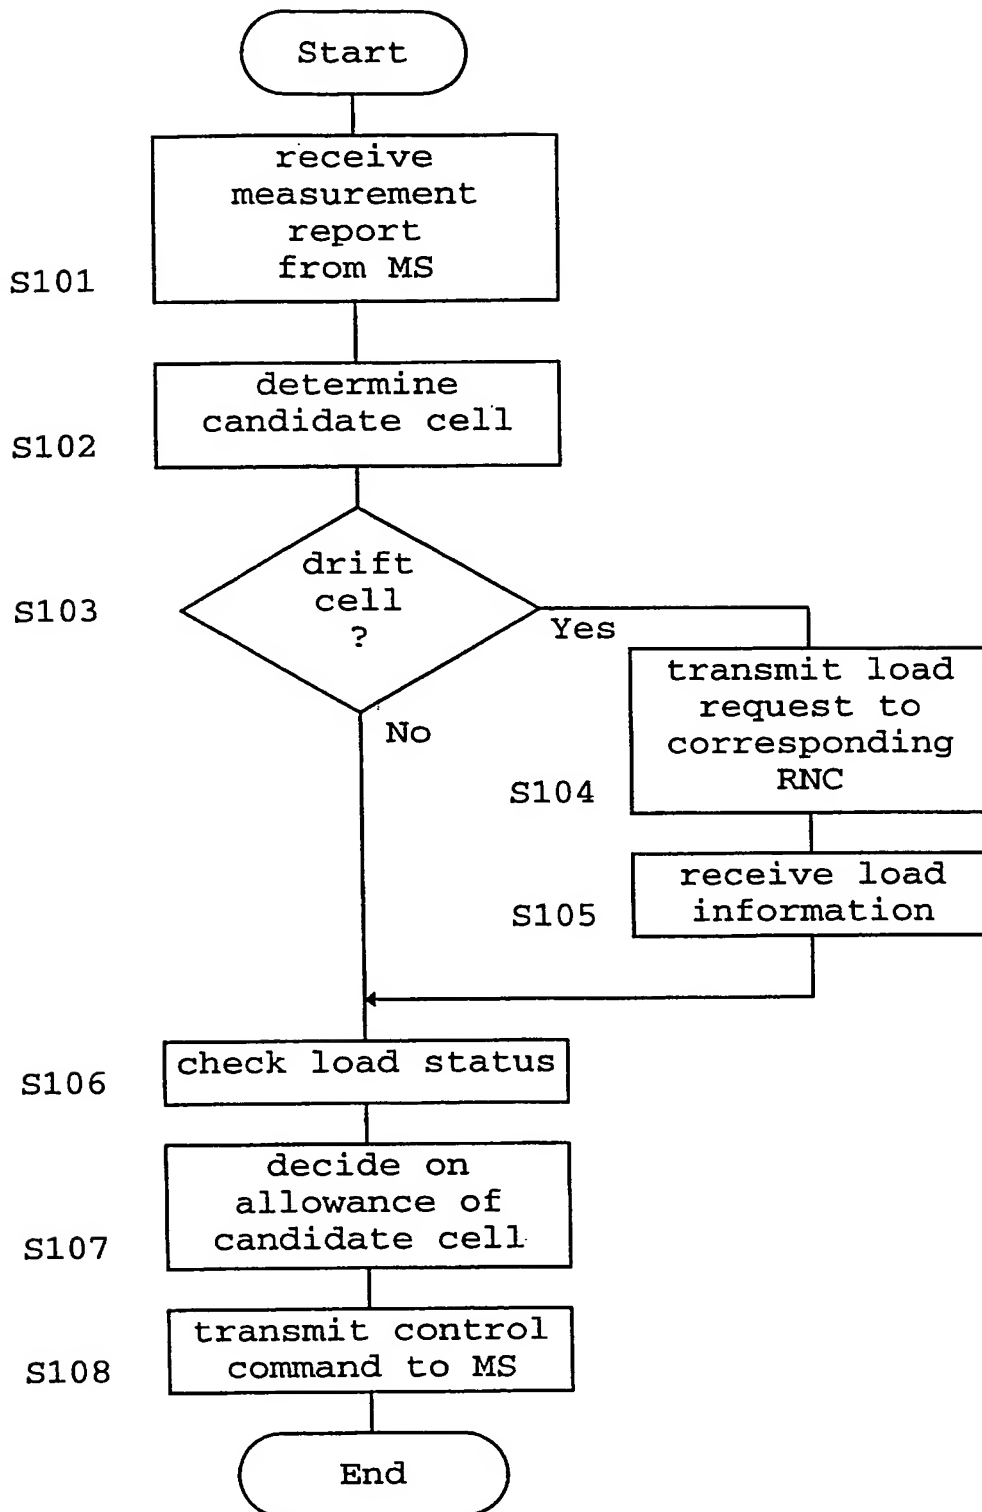 Start
receive
measurement
report
from MS
S101
determine
candidate cell
S102
drift
cell
?
S103
Yes
No
transmit load
request to
corresponding
RNC
S104
receive load
information
S105
check load status
S106
decide on
allowance of
candidate cell
S107
transmit control
command to MS
S108
End